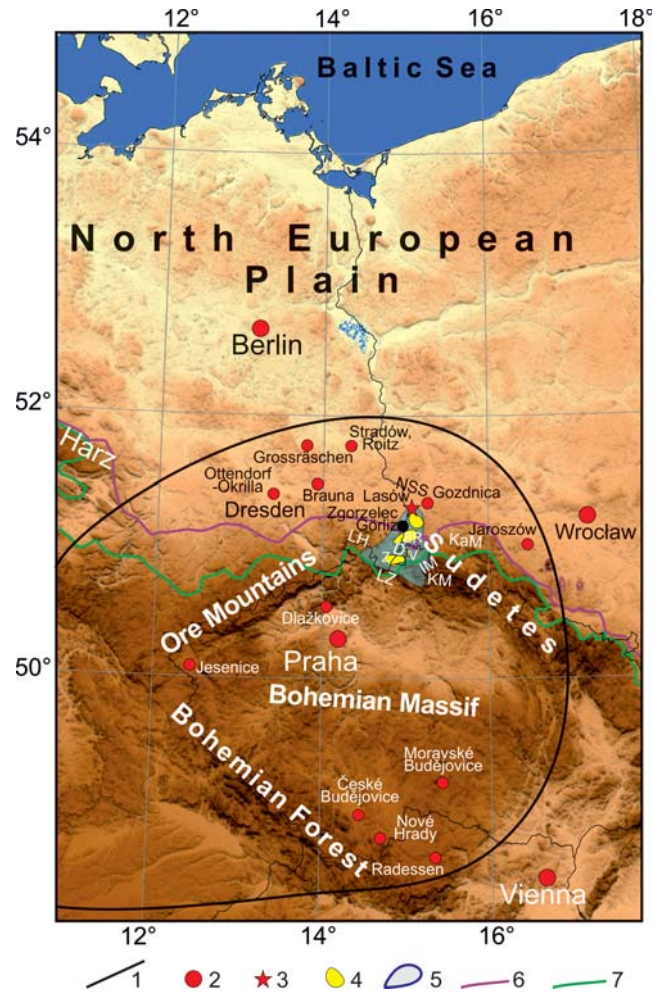 12°
14°
16°
18°
Baltic Sea
54°
North European
Plain
Berlin
52°
Harz
Stradów,
Roitz
Grossräschen
Ottendorf
-Okrilla
Brauna
Lasów
NSS
Gozdnica
Dresden
Zgorzelec
Görliz
Jaroszów
Wrocław
LH
BR
D
V
Z
KaM
IM
LZ
KM
Sudetes
Ore Mountains
Dlažkovice
Praha
50°
Jesenice
Bohemian Massif
Bohemian Forest
Moravské
Budějovice
České
Budějovice
Nové
Hrady
Radessen
Vienna
12°
14°
16°
1
2
3
4
5
6
7